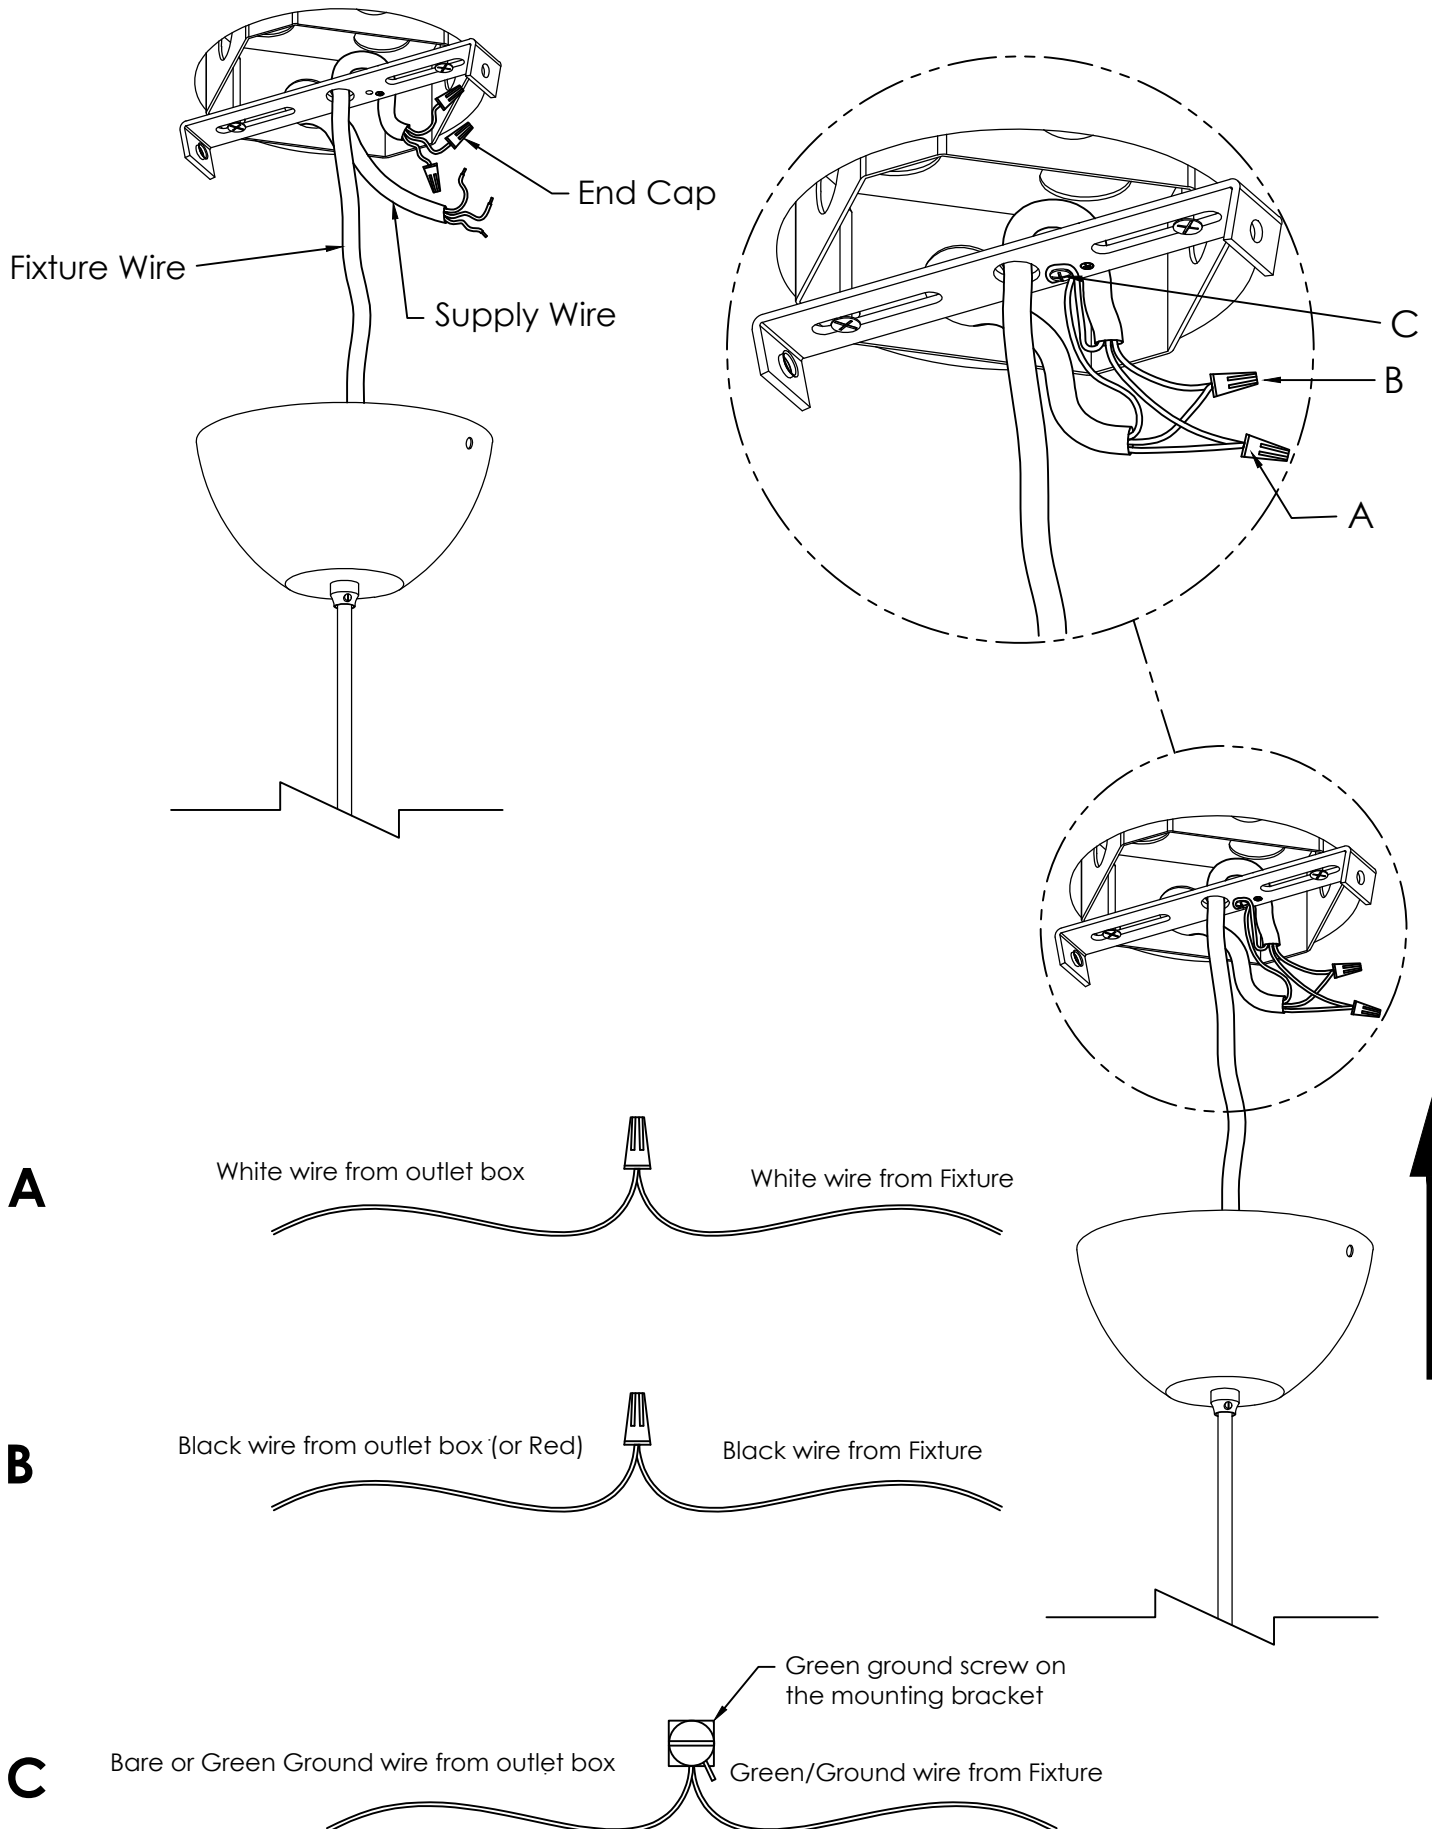 End Cap
Fixture Wire
Supply Wire
C
B
A
A
White wire from outlet box
White wire from Fixture
B
Black wire from outlet box (or Red)
Black wire from Fixture
Green ground screw on
the mounting bracket
C
Bare or Green Ground wire from outlet box
Green/Ground wire from Fixture